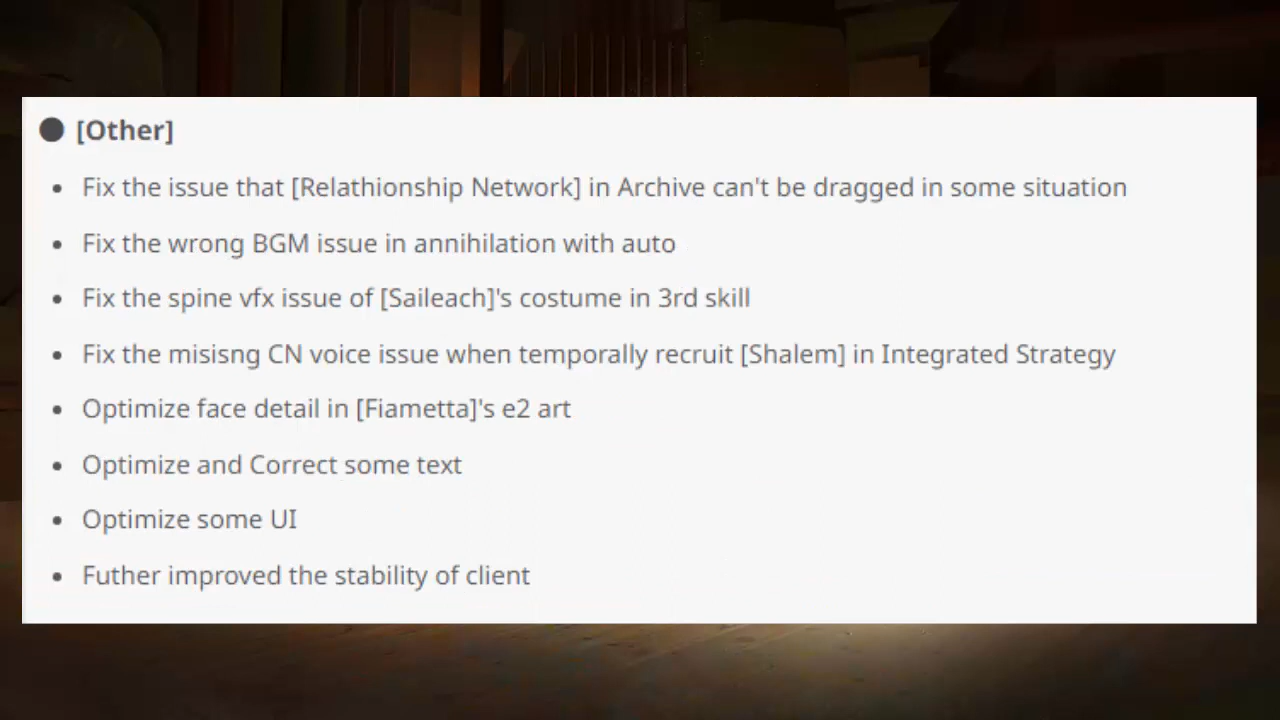 ● [Other]
• Fix the issue that [Relathionship Network] in Archive can't be dragged in some situation
• Fix the wrong BGM issue in annihilation with auto
• Fix the spine vfx issue of [Saileach]'s costume in 3rd skill
• Fix the misisng CN voice issue when temporally recruit [Shalem] in Integrated Strategy
• Optimize face detail in [Fiametta]'s e2 art
• Optimize and Correct some text
• Optimize some UI
• Futher improved the stability of client